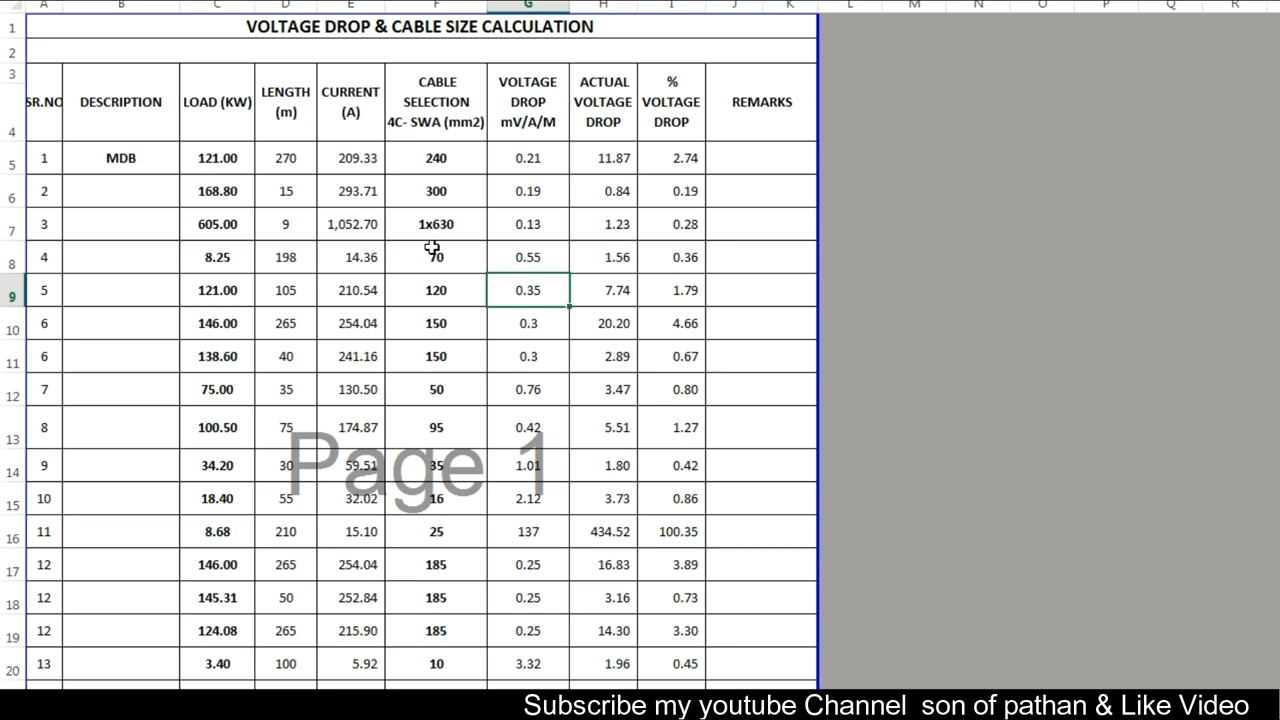 A B C D E F G H I J K L M N O P Q R
1 VOLTAGE DROP & CABLE SIZE CALCULATION
2
3
4 SR.NO DESCRIPTION LOAD (KW) LENGTH (m) CURRENT (A) CABLE SELECTION 4C- SWA (mm2) VOLTAGE DROP mV/A/M ACTUAL VOLTAGE DROP % VOLTAGE DROP REMARKS
5 1 MDB 121.00 270 209.33 240 0.21 11.87 2.74
6 2 168.80 15 293.71 300 0.19 0.84 0.19
7 3 605.00 9 1,052.70 1x630 0.13 1.23 0.28
8 4 8.25 198 14.36 70 0.55 1.56 0.36
9 5 121.00 105 210.54 120 0.35 7.74 1.79
10 6 146.00 265 254.04 150 0.3 20.20 4.66
11 6 138.60 40 241.16 150 0.3 2.89 0.67
12 7 75.00 35 130.50 50 0.76 3.47 0.80
13 8 100.50 75 174.87 95 0.42 5.51 1.27
Page 1
14 9 34.20 30 59.51 35 1.01 1.80 0.42
15 10 18.40 55 32.02 16 2.12 3.73 0.86
16 11 8.68 210 15.10 25 137 434.52 100.35
17 12 146.00 265 254.04 185 0.25 16.83 3.89
18 12 145.31 50 252.84 185 0.25 3.16 0.73
19 12 124.08 265 215.90 185 0.25 14.30 3.30
20 13 3.40 100 5.92 10 3.32 1.96 0.45
Subscribe my youtube Channel son of pathan & Like Video